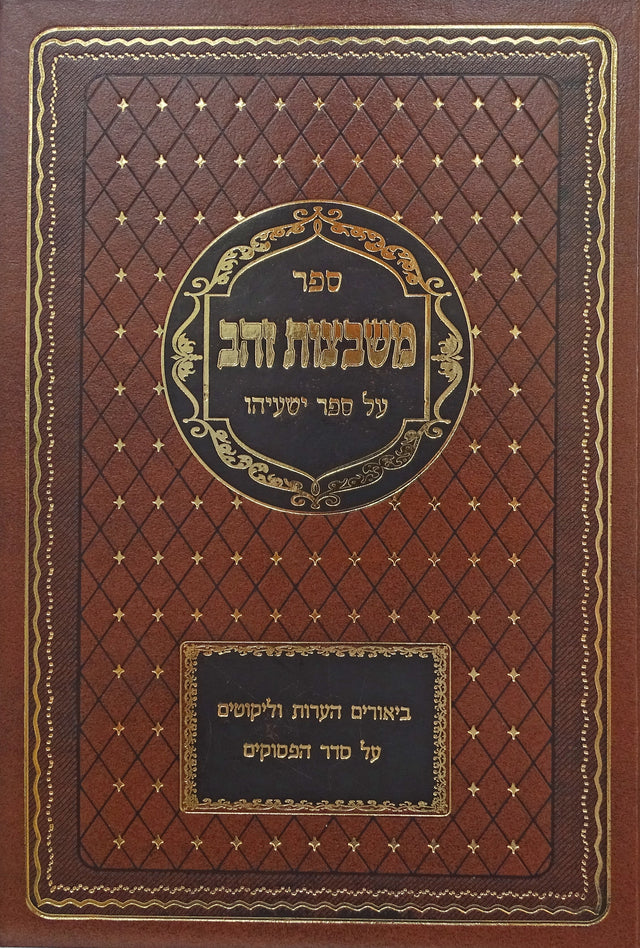 ספר
משבצות זהב
על ספר ישעיהו
ביאורים הערות וליקוטים
על סדר הפסוקים